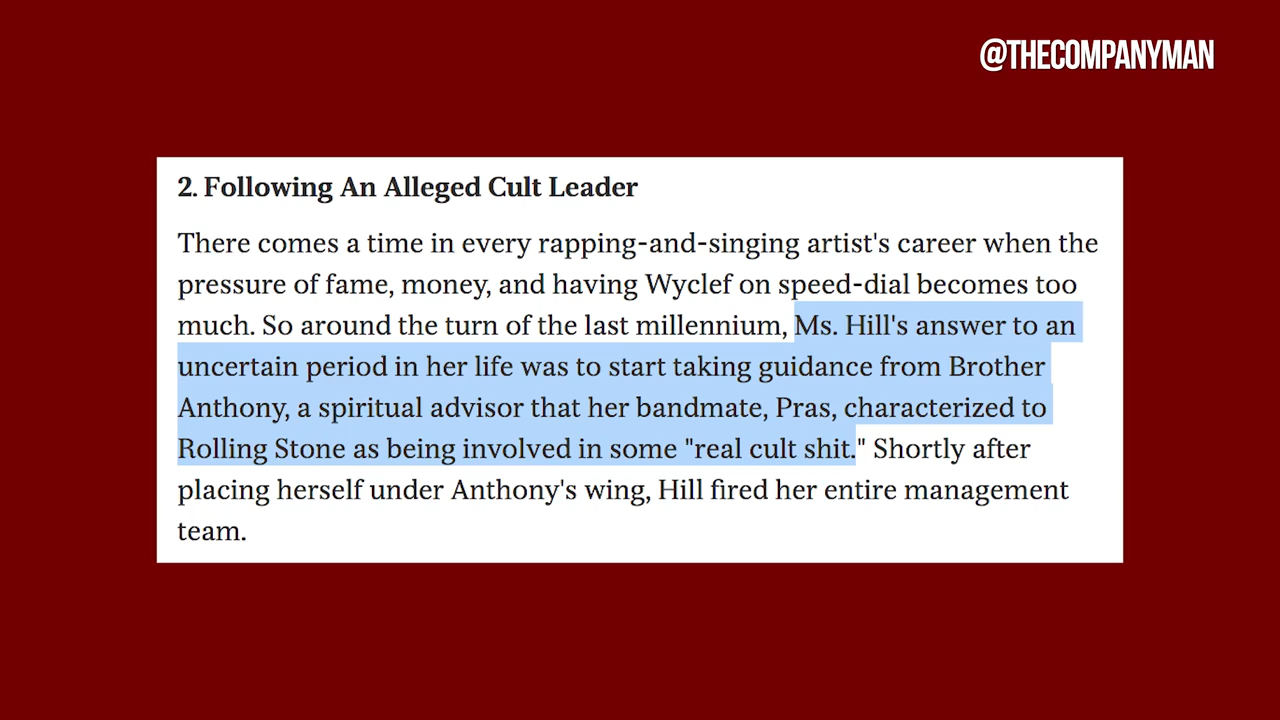 @THECOMPANYMAN
2. Following An Alleged Cult Leader
There comes a time in every rapping-and-singing artist's career when the
pressure of fame, money, and having Wyclef on speed-dial becomes too
much. So around the turn of the last millennium, Ms. Hill's answer to an
uncertain period in her life was to start taking guidance from Brother
Anthony, a spiritual advisor that her bandmate, Pras, characterized to
Rolling Stone as being involved in some "real cult shit." Shortly after
placing herself under Anthony's wing, Hill fired her entire management
team.